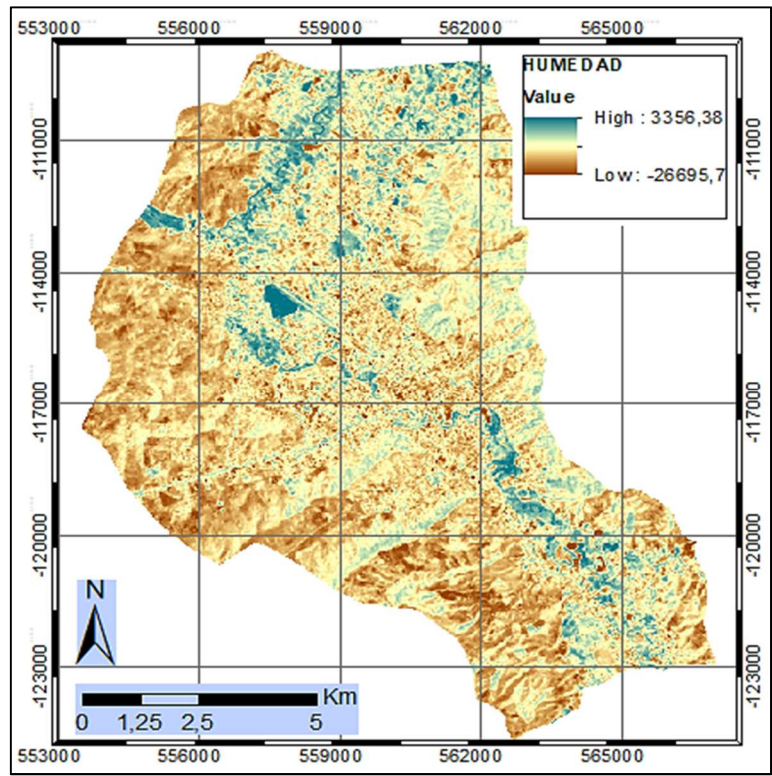 553000 556000 559000 562000 565000
HUMEDAD
Value
High : 3356,38
Low : -26695,7
-111000 -111000
-114000 -114000
-117000 -117000
-120000 -120000
-123000 -123000
N
Km
0 1,25 2,5 5
553000 556000 559000 562000 565000